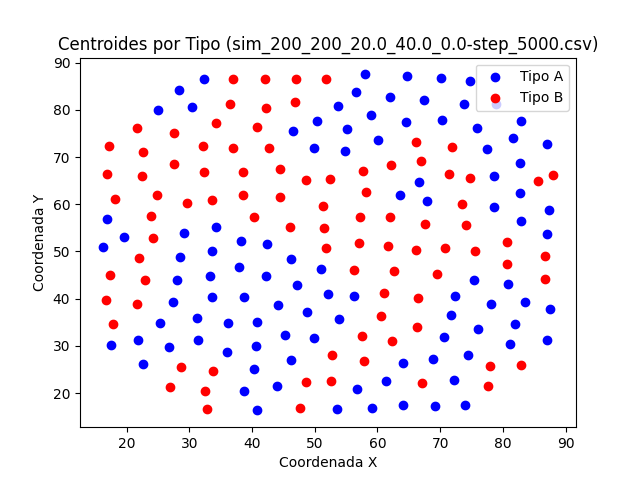 Centroides por Tipo (sim_200_200_20.0_40.0_0.0-step_5000.csv)
Tipo A
Tipo B
90
80
70
60
50
40
30
20
Coordenada Y
20 30 40 50 60 70 80 90
Coordenada X